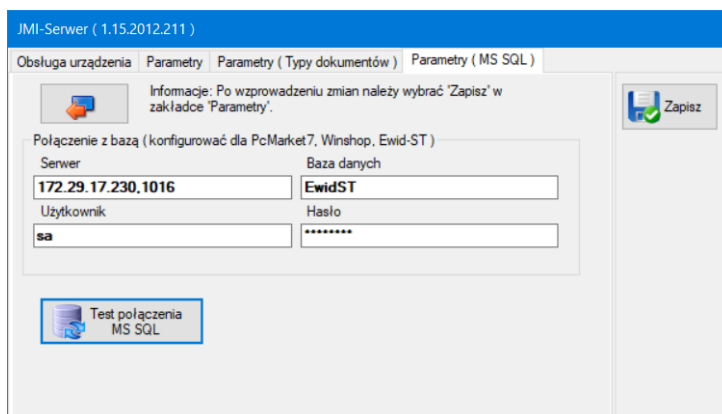 JMI-Serwer ( 1.15.2012.211 )
Obsługa urządzenia Parametry Parametry ( Typy dokumentów ) Parametry ( MS SQL )
Informacje: Po wzprowadzeniu zmian należy wybrać 'Zapisz' w
zakładce 'Parametry'.
Zapisz
Połączenie z bazą ( konfigurować dla PcMarket7, Winshop, Ewid-ST )
Serwer Baza danych
172.29.17.230,1016 EwidST
Użytkownik Hasło
sa ********
Test połączenia
MS SQL